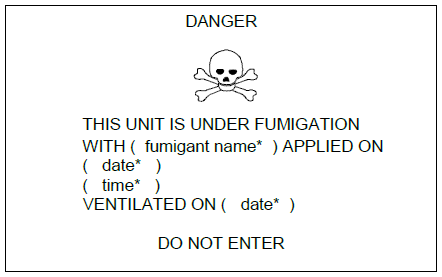 DANGER
THIS UNIT IS UNDER FUMIGATION
WITH ( fumigant name* ) APPLIED ON
( date* )
( time* )
VENTILATED ON ( date* )
DO NOT ENTER